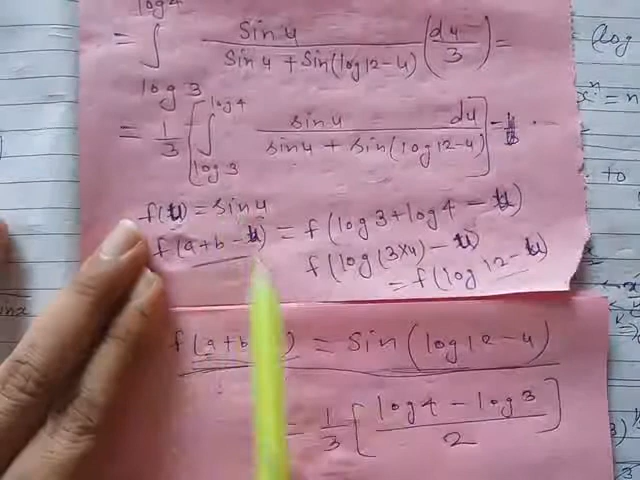 log 4
= ∫ sin u / sin u + sin(log 12 - u) (du/3) =
log 3
= 1/3 [ ∫ log 3 log 4 sin u du / sin u + sin(log 12 - u) ]
f(u) = sin u
f(a+b-u) = f(log 3 + log 4 - u)
f(log(3×4) - u)
= f(log 12 - u)
f(a+b ) = sin(log 12 - u)
= 1/3 [ log 4 - log 3 / 2 ]
(log
xⁿ = n
to